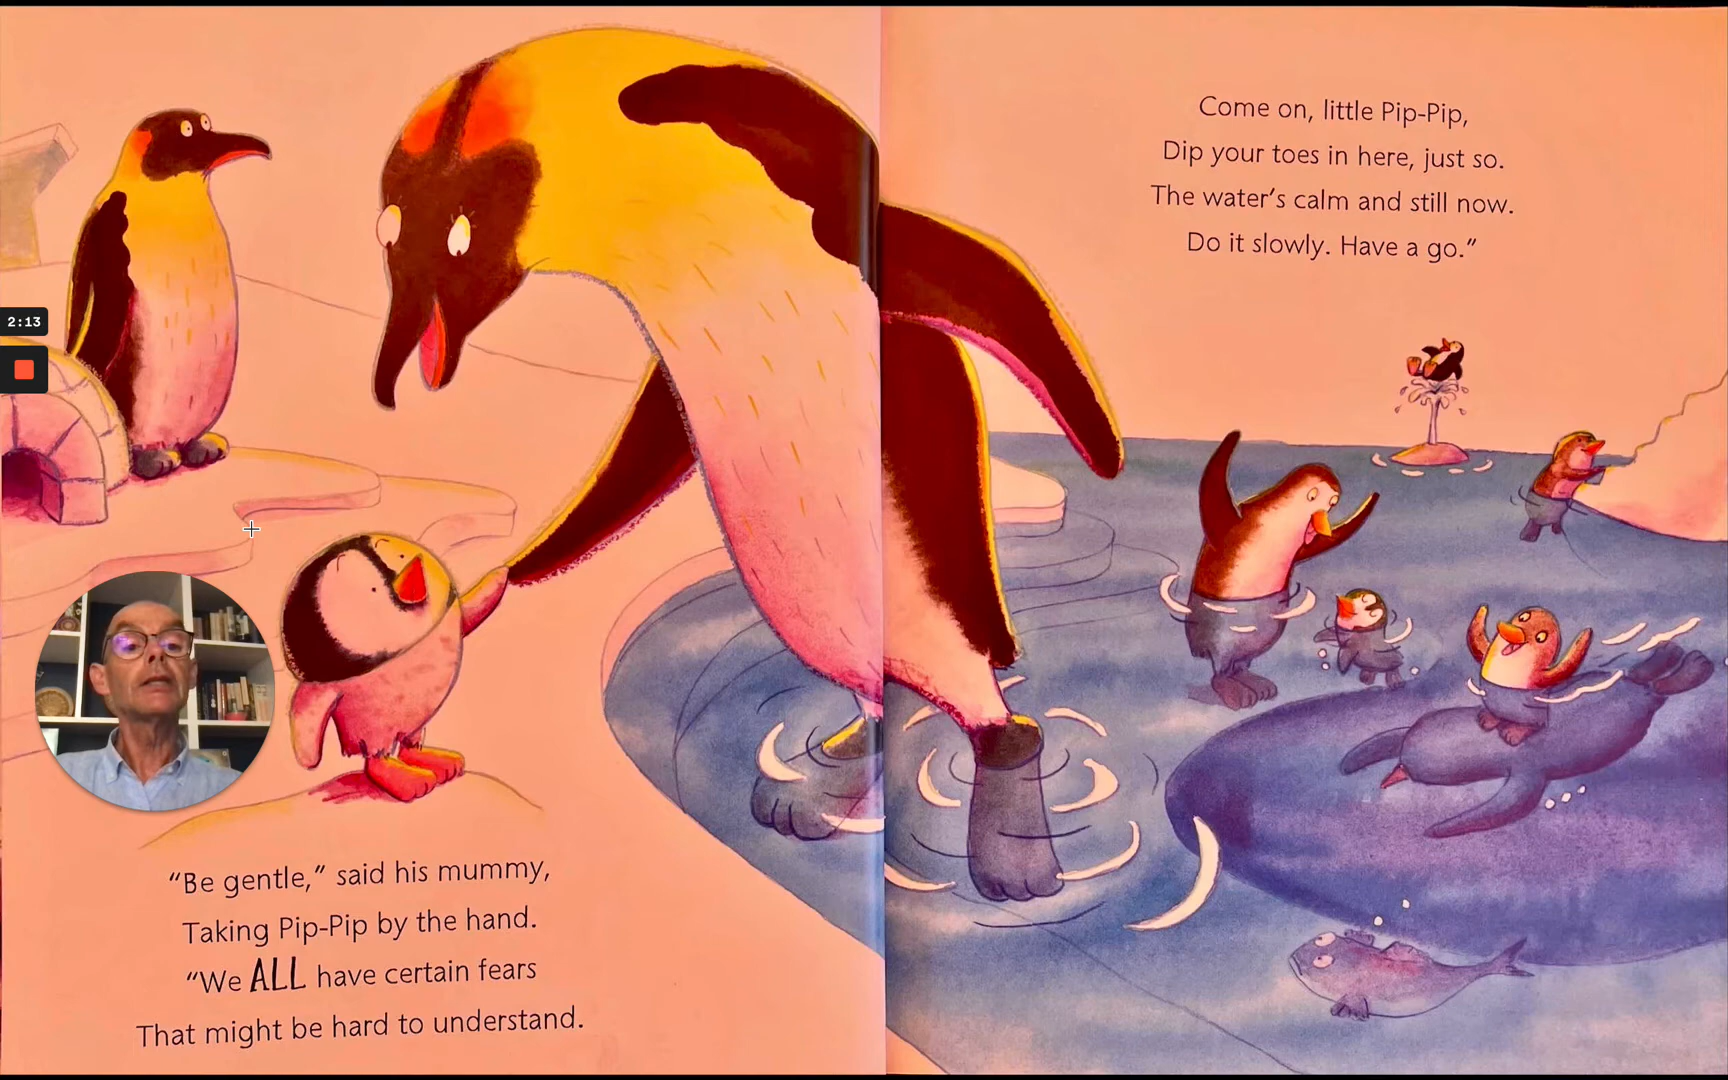 2:13
“Be gentle,” said his mummy,
Taking Pip-Pip by the hand.
“We ALL have certain fears
That might be hard to understand.
Come on, little Pip-Pip,
Dip your toes in here, just so.
The water’s calm and still now.
Do it slowly. Have a go.”